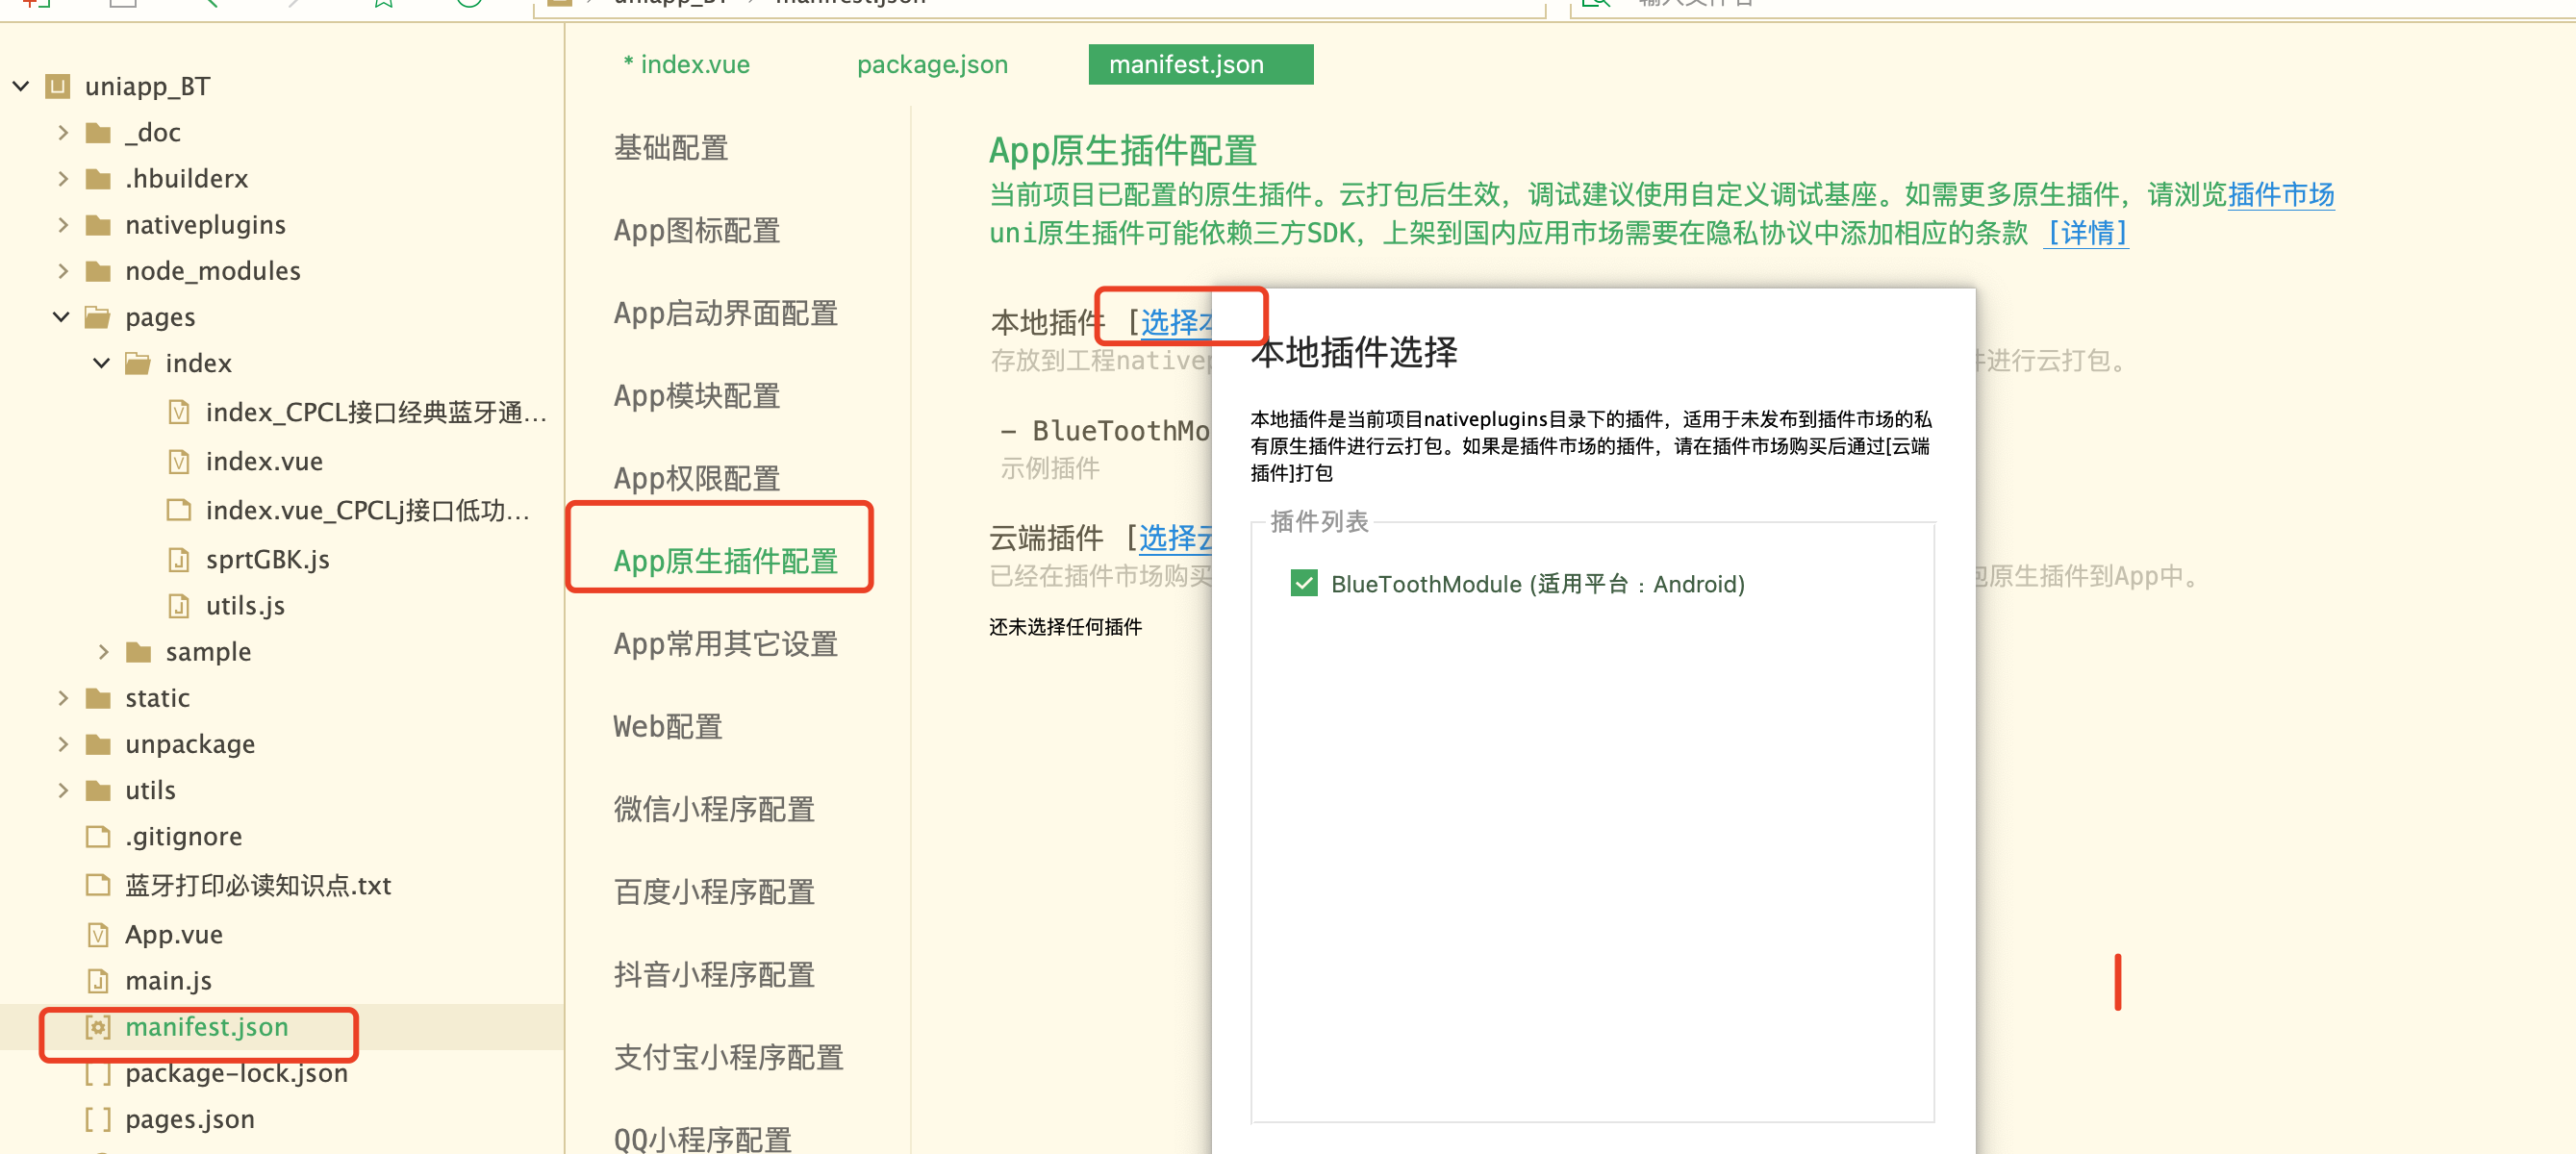 uniapp_BT
manifest.json
uniapp_BT
_doc
.hbuilderx
nativeplugins
node_modules
pages
index
index_CPCL接口经典蓝牙通...
index.vue
index.vue_CPCLj接口低功...
sprtGBK.js
utils.js
sample
static
unpackage
utils
.gitignore
蓝牙打印必读知识点.txt
App.vue
main.js
manifest.json
package-lock.json
pages.json
* index.vue
package.json
manifest.json
基础配置
App图标配置
App启动界面配置
App模块配置
App权限配置
App原生插件配置
App常用其它设置
Web配置
微信小程序配置
百度小程序配置
抖音小程序配置
支付宝小程序配置
QQ小程序配置
App原生插件配置
当前项目已配置的原生插件。云打包后生效，调试建议使用自定义调试基座。如需更多原生插件，请浏览插件市场
uni原生插件可能依赖三方SDK，上架到国内应用市场需要在隐私协议中添加相应的条款 [详情]
本地插件 [选择
存放到工程native 件进行云打包。
- BlueToothMo
示例插件
云端插件 [选择云
已经在插件市场购买 原生插件到App中。
还未选择任何插件
本地插件选择
本地插件是当前项目nativeplugins目录下的插件，适用于未发布到插件市场的私
有原生插件进行云打包。如果是插件市场的插件，请在插件市场购买后通过[云端
插件]打包
插件列表
BlueToothModule (适用平台：Android)